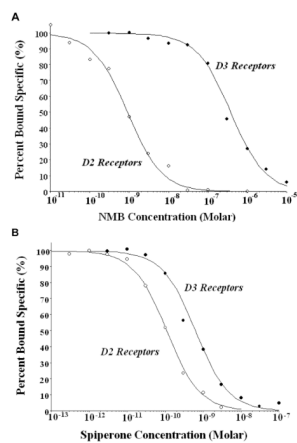 A
Percent Bound Specific (%)
100
90
80
70
60
50
40
30
20
10
0
D3 Receptors
D2 Receptors
10⁻¹¹ 10⁻¹⁰ 10⁻⁹ 10⁻⁸ 10⁻⁷ 10⁻⁶ 10⁻⁵
NMB Concentration (Molar)
B
Percent Bound Specific (%)
100
90
80
70
60
50
40
30
20
10
0
D3 Receptors
D2 Receptors
10⁻¹³ 10⁻¹² 10⁻¹¹ 10⁻¹⁰ 10⁻⁹ 10⁻⁸ 10⁻⁷
Spiperone Concentration (Molar)